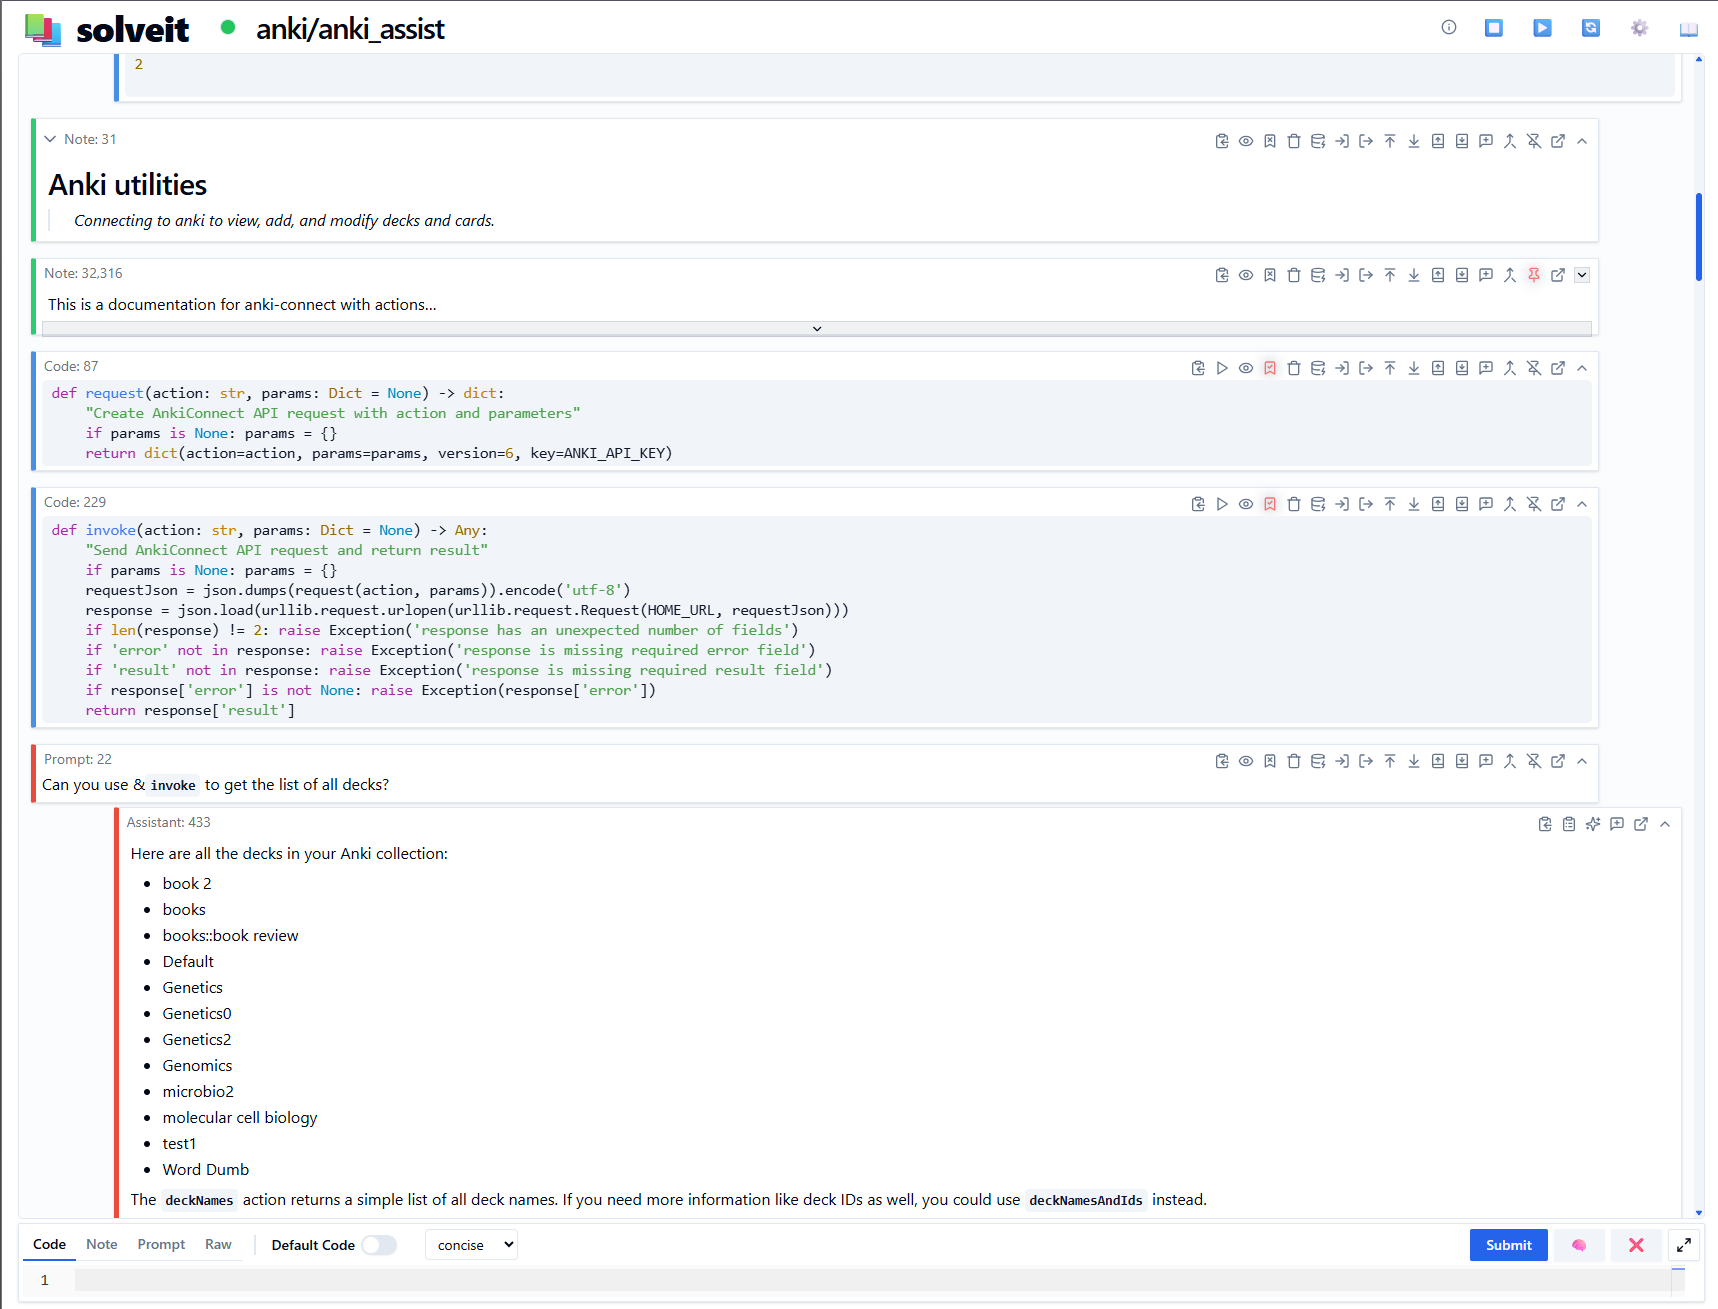 solveit
anki/anki_assist
2
Note: 31
Anki utilities
Connecting to anki to view, add, and modify decks and cards.
Note: 32,316
This is a documentation for anki-connect with actions...
Code: 87
def request(action: str, params: Dict = None) -> dict:
    "Create AnkiConnect API request with action and parameters"
    if params is None: params = {}
    return dict(action=action, params=params, version=6, key=ANKI_API_KEY)
Code: 229
def invoke(action: str, params: Dict = None) -> Any:
    "Send AnkiConnect API request and return result"
    if params is None: params = {}
    requestJson = json.dumps(request(action, params)).encode('utf-8')
    response = json.load(urllib.request.urlopen(urllib.request.Request(HOME_URL, requestJson)))
    if len(response) != 2: raise Exception('response has an unexpected number of fields')
    if 'error' not in response: raise Exception('response is missing required error field')
    if 'result' not in response: raise Exception('response is missing required result field')
    if response['error'] is not None: raise Exception(response['error'])
    return response['result']
Prompt: 22
Can you use & invoke to get the list of all decks?
Assistant: 433
Here are all the decks in your Anki collection:
• book 2
• books
• books::book review
• Default
• Genetics
• Genetics0
• Genetics2
• Genomics
• microbio2
• molecular cell biology
• test1
• Word Dumb
The deckNames action returns a simple list of all deck names. If you need more information like deck IDs as well, you could use deckNamesAndIds instead.
Code Note Prompt Raw Default Code concise Submit
1